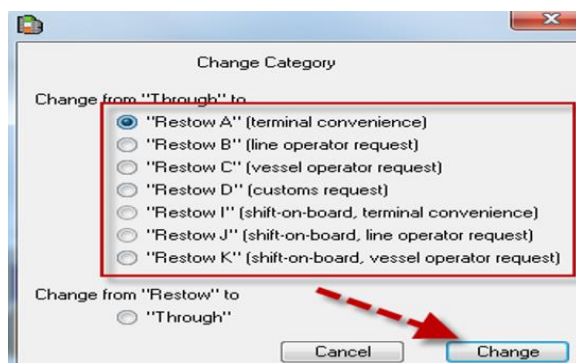 Change Category
Change from "Through" to
"Restow A" (terminal convenience)
"Restow B" (line operator request)
"Restow C" (vessel operator request)
"Restow D" (customs request)
"Restow I" (shift-on-board, terminal convenience)
"Restow J" (shift-on-board, line operator request)
"Restow K" (shift-on-board, vessel operator request)
Change from "Restow" to
"Through"
Cancel Change